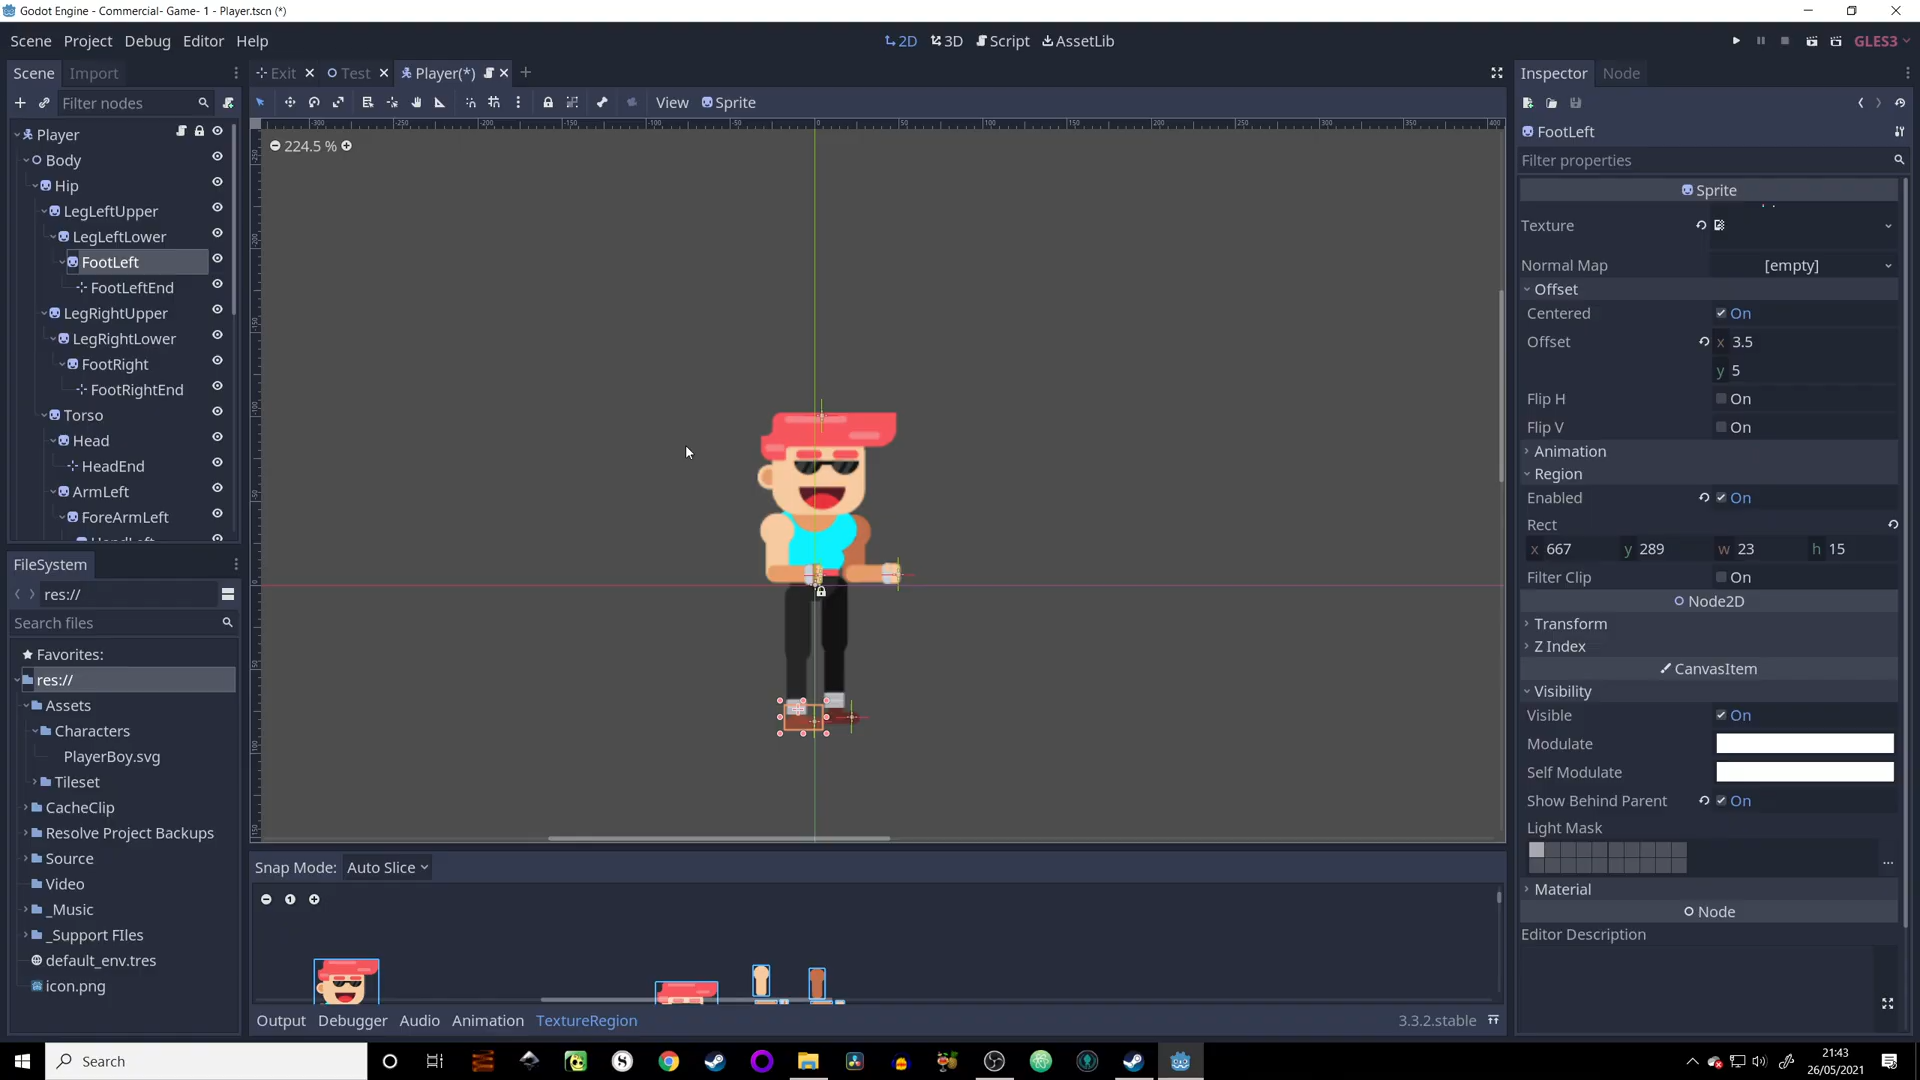 Godot Engine - Commercial- Game- 1 - Player.tscn (*)
Scene Project Debug Editor Help
2D 3D Script AssetLib
GLES3
Scene Import
Exit Test Player(*)
Inspector Node
Filter nodes
View Sprite
Player
Body
Hip
LegLeftUpper
LegLeftLower
FootLeft
FootLeftEnd
LegRightUpper
LegRightLower
FootRight
FootRightEnd
Torso
Head
HeadEnd
ArmLeft
ForeArmLeft
HandLeft
224.5 %
FootLeft
Filter properties
Sprite
Texture
Normal Map [empty]
Offset
Centered On
Offset x 3.5
y 5
Flip H On
Flip V On
Animation
Region
Enabled On
Rect
x 667 y 289 w 23 h 15
Filter Clip On
Node2D
Transform
Z Index
CanvasItem
Visibility
Visible On
Modulate
Self Modulate
Show Behind Parent On
Light Mask
Material
Node
Editor Description
FileSystem
res://
Search files
Favorites:
res://
Assets
Characters
PlayerBoy.svg
Tileset
CacheClip
Resolve Project Backups
Source
Video
_Music
_Support FIles
default_env.tres
icon.png
Snap Mode: Auto Slice
Output Debugger Audio Animation TextureRegion
3.3.2.stable
Search
21:43
26/05/2021